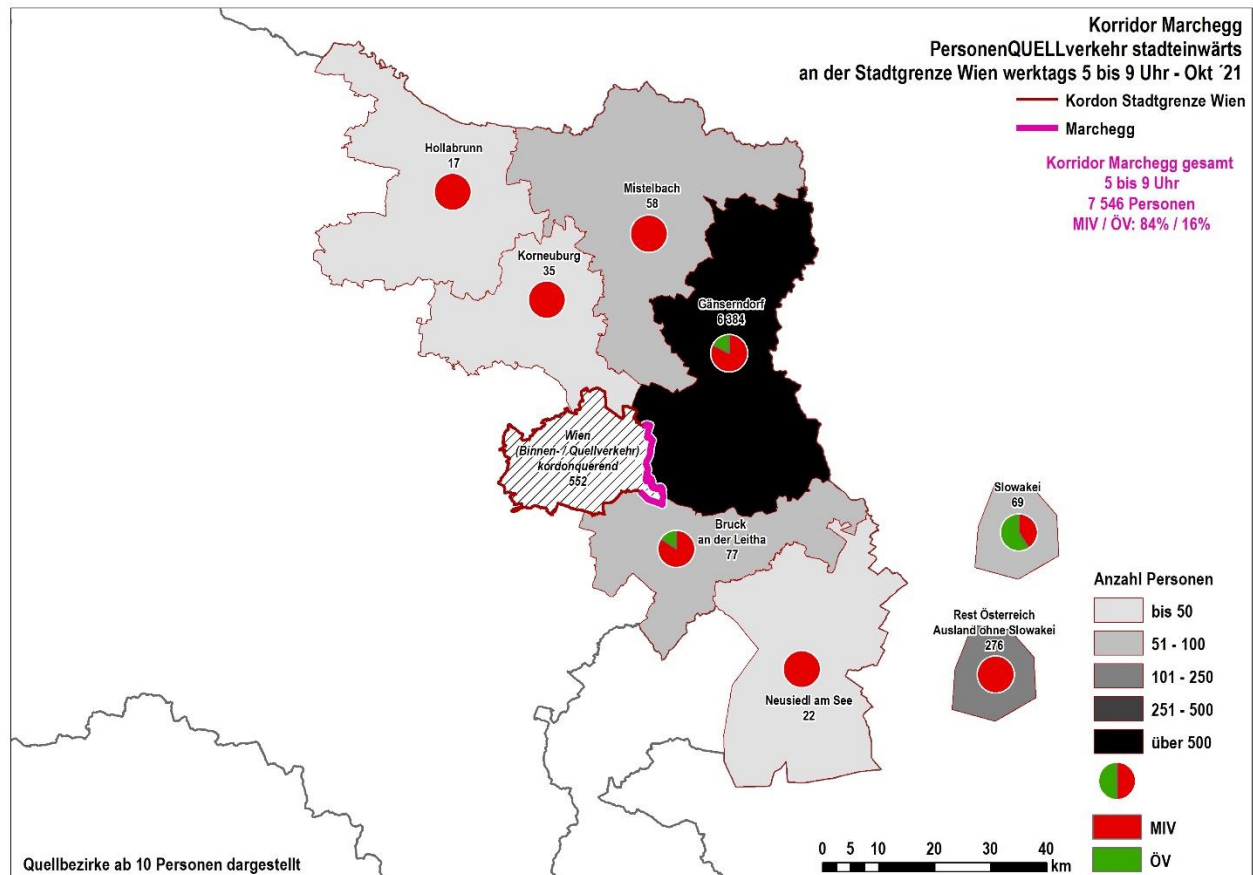 Korridor Marchegg
PersonenQUELLverkehr stadteinwärts
an der Stadtgrenze Wien werktags 5 bis 9 Uhr - Okt ´21
Kordon Stadtgrenze Wien
Marchegg
Korridor Marchegg gesamt
5 bis 9 Uhr
7 546 Personen
MIV / ÖV: 84% / 16%
Hollabrunn
17
Mistelbach
58
Korneuburg
35
Gänserndorf
6 384
Wien
(Binnen- / Quellverkehr)
kordonquerend
552
Bruck
an der Leitha
77
Neusiedl am See
22
Slowakei
69
Rest Österreich
Ausland ohne Slowakei
276
Anzahl Personen
bis 50
51 - 100
101 - 250
251 - 500
über 500
MIV
ÖV
0 5 10 20 30 40
km
Quellbezirke ab 10 Personen dargestellt